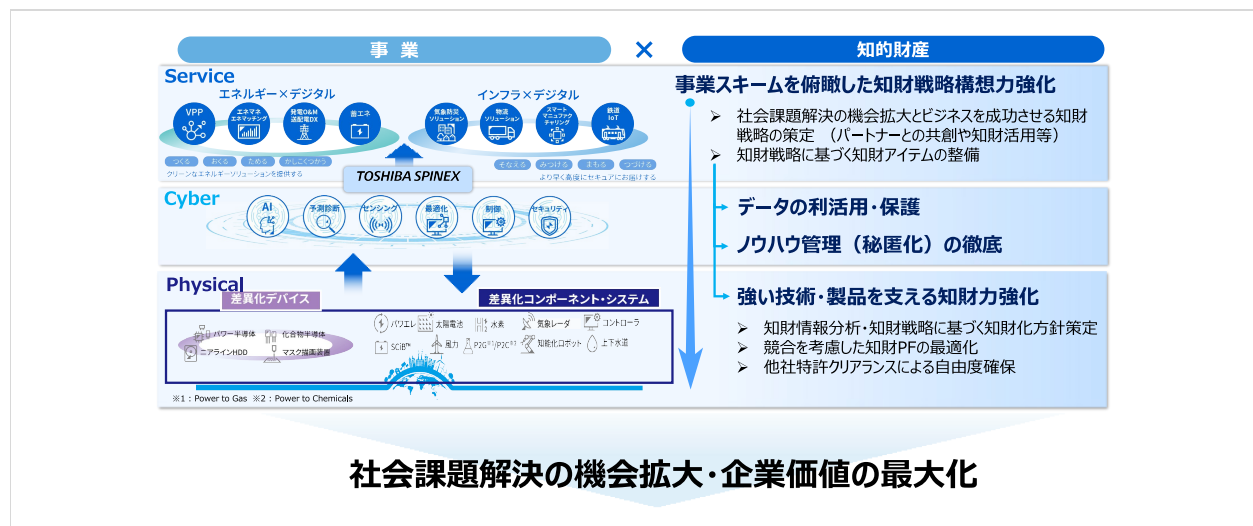 事業
×
知的財産
Service
エネルギー×デジタル
インフラ×デジタル
VPP
エネマネ
エネマッチング
発電O&M
送配電DX
蓄エネ
気象防災
ソリューション
物流
ソリューション
スマート
マニュファク
チャリング
鉄道
IoT
つくる
おくる
ためる
かしこくつかう
クリーンなエネルギーソリューションを提供する
そなえる
みつける
まもる
つづける
より早く高度にセキュアにお届けする
TOSHIBA SPINEX
事業スキームを俯瞰した知財戦略構想力強化
➢ 社会課題解決の機会拡大とビジネスを成功させる知財
戦略の策定 (パートナーとの共創や知財活用等)
➢ 知財戦略に基づく知財アイテムの整備
Cyber
AI
予測診断
センシング
最適化
制御
セキュリティ
データの利活用・保護
ノウハウ管理（秘匿化）の徹底
Physical
差異化デバイス
パワー半導体
化合物半導体
ニアラインHDD
マスク描画装置
差異化コンポーネント・システム
パワエレ
太陽電池
水素
気象レーダ
コントローラ
SCiB™
風力
P2G※1/P2C※2
知能化ロボット
上下水道
※1：Power to Gas ※2：Power to Chemicals
強い技術・製品を支える知財力強化
➢ 知財情報分析・知財戦略に基づく知財化方針策定
➢ 競合を考慮した知財PFの最適化
➢ 他社特許クリアランスによる自由度確保
社会課題解決の機会拡大・企業価値の最大化